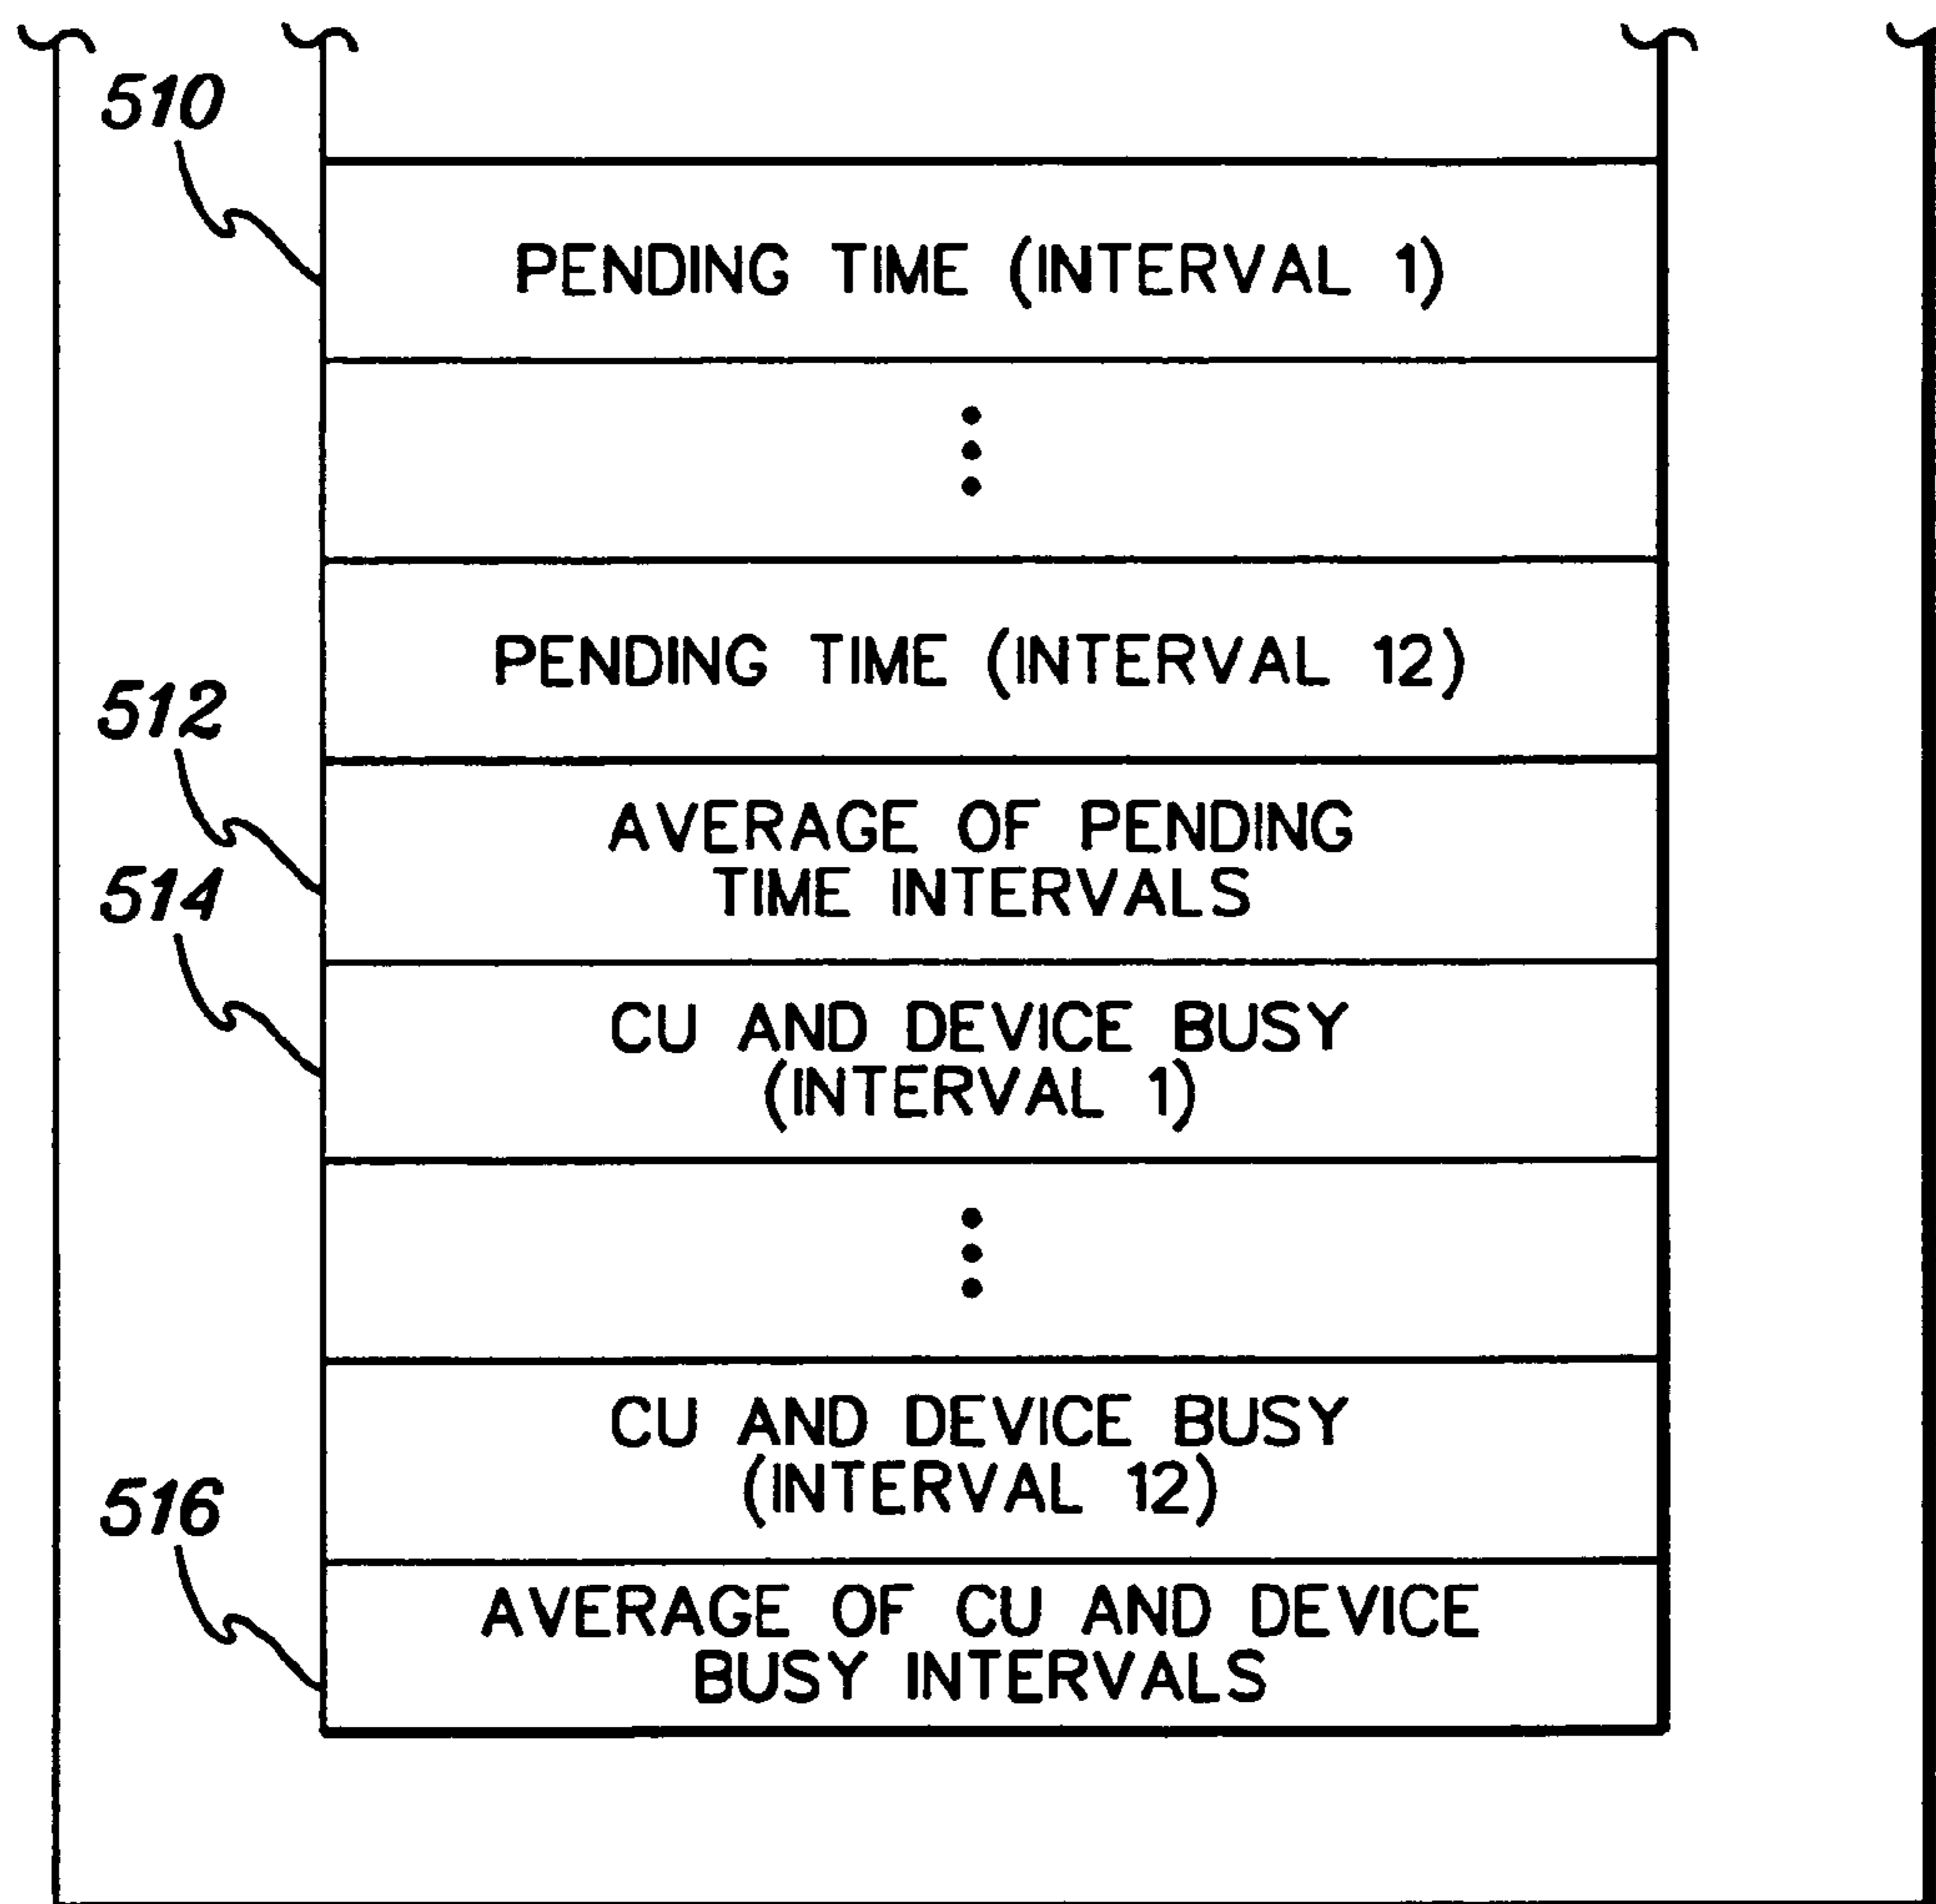 510
PENDING TIME (INTERVAL 1)
PENDING TIME (INTERVAL 12)
512
AVERAGE OF PENDING
TIME INTERVALS
514
CU AND DEVICE BUSY
(INTERVAL 1)
CU AND DEVICE BUSY
(INTERVAL 12)
516
AVERAGE OF CU AND DEVICE
BUSY INTERVALS